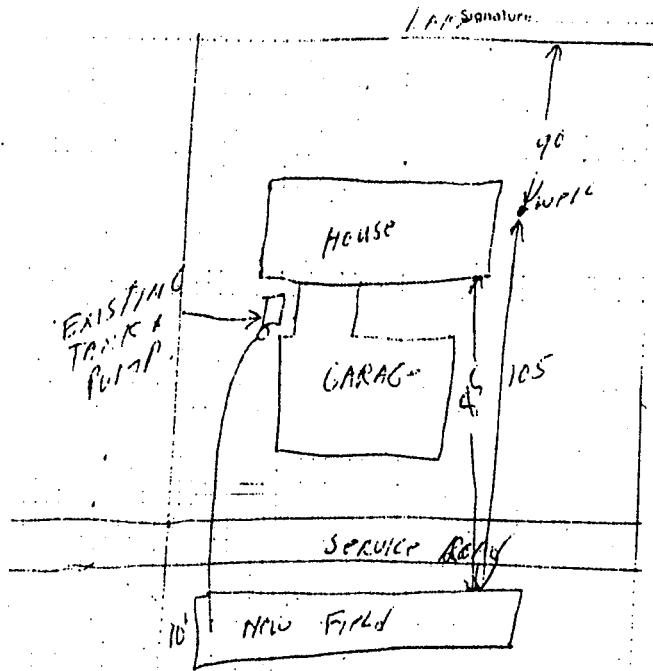 Signature
90
well
House
EXISTING
TANK &
PUMP
GARAGE
105
Service Road
10'
New Field